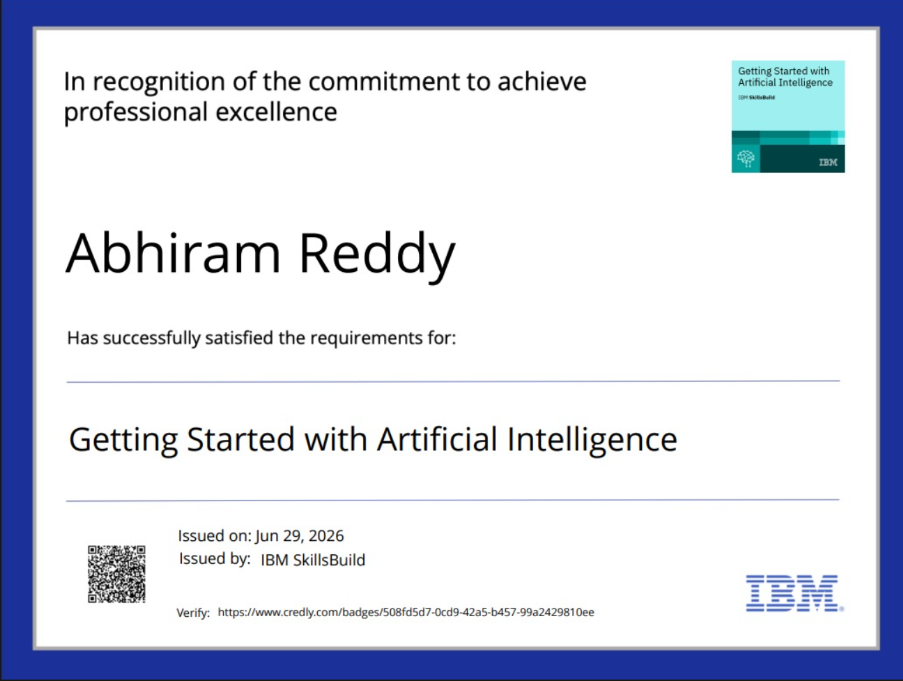 In recognition of the commitment to achieve
professional excellence
Getting Started with
Artificial Intelligence
IBM SkillsBuild
IBM
Abhiram Reddy
Has successfully satisfied the requirements for:
Getting Started with Artificial Intelligence
Issued on: Jun 29, 2026
Issued by: IBM SkillsBuild
Verify: https://www.credly.com/badges/508fd5d7-0cd9-42a5-b457-99a2429810ee
IBM®